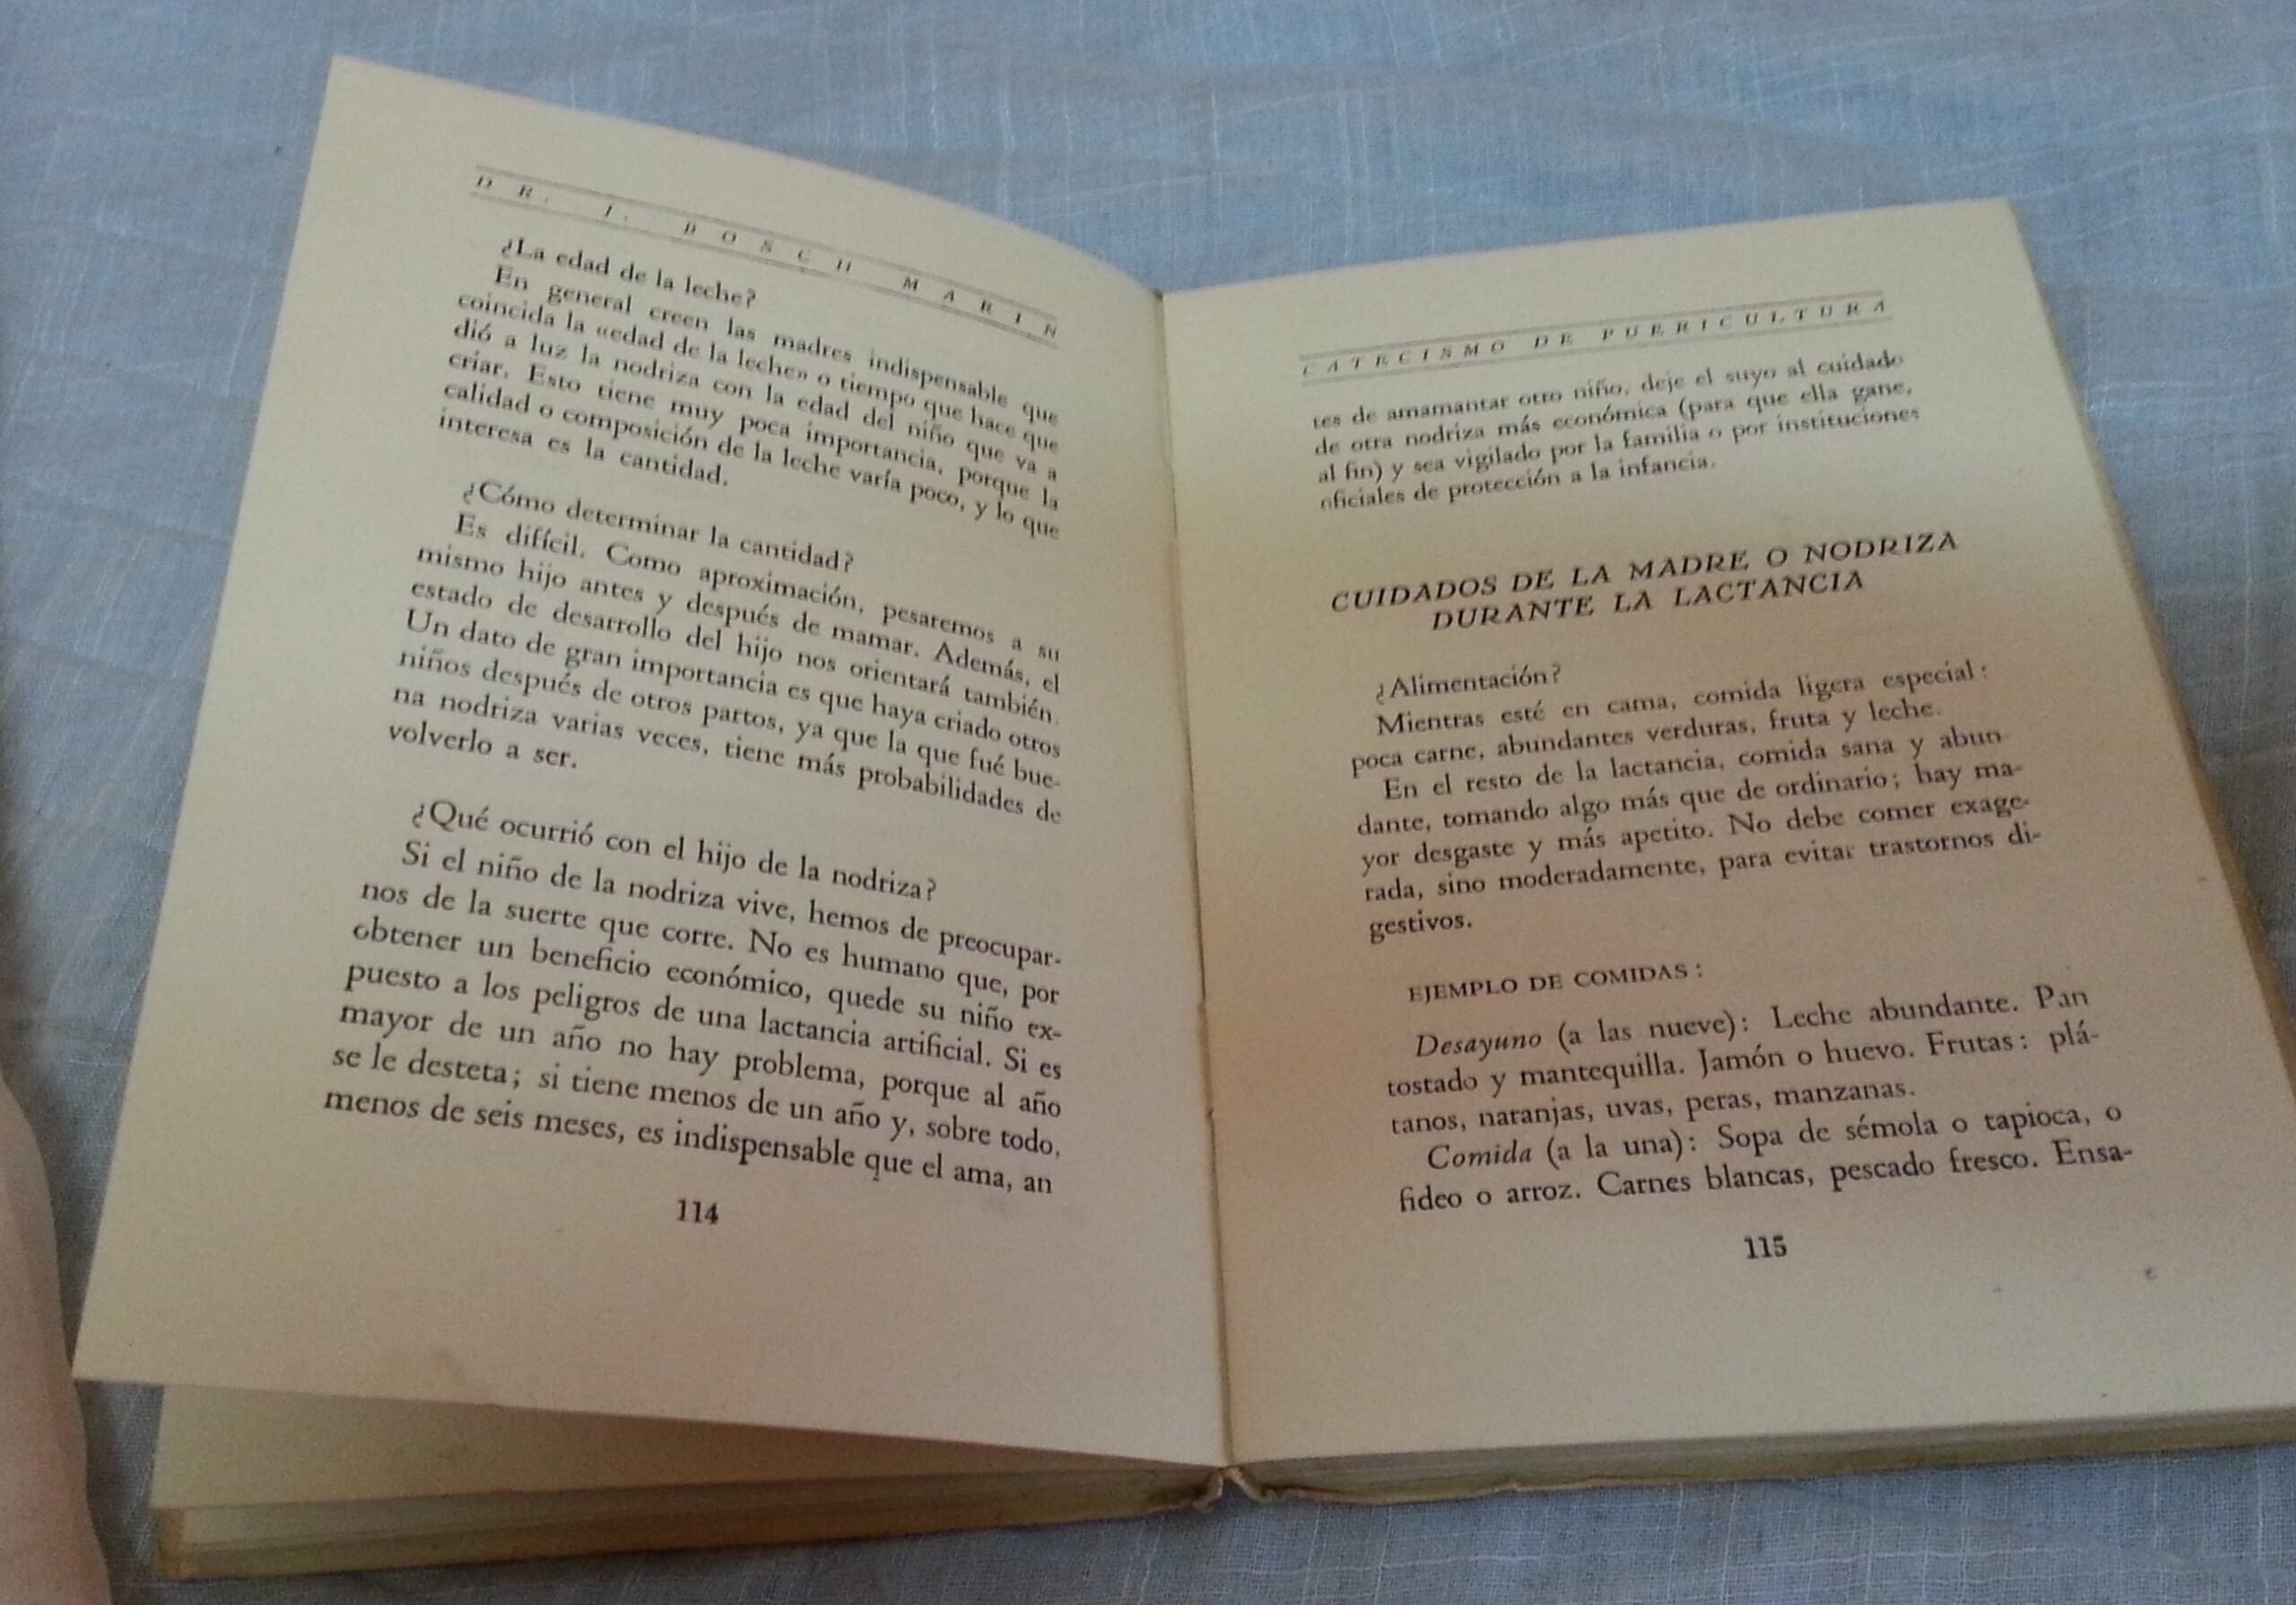 DR. J. BOSCH MARIN
¿La edad de la leche?
En general creen las madres indispensable que
coincida la «edad de la leche» o tiempo que hace que
dió a luz la nodriza con la edad del niño que va a
criar. Esto tiene muy poca importancia, porque la
calidad o composición de la leche varía poco, y lo que
interesa es la cantidad.
¿Cómo determinar la cantidad?
Es difícil. Como aproximación, pesaremos a su
mismo hijo antes y después de mamar. Además, el
estado de desarrollo del hijo nos orientará también.
Un dato de gran importancia es que haya criado otros
niños después de otros partos, ya que la que fué bue-
na nodriza varias veces, tiene más probabilidades de
volverlo a ser.
¿Qué ocurrió con el hijo de la nodriza?
Si el niño de la nodriza vive, hemos de preocupar-
nos de la suerte que corre. No es humano que, por
obtener un beneficio económico, quede su niño ex-
puesto a los peligros de una lactancia artificial. Si es
mayor de un año no hay problema, porque al año
se le desteta; si tiene menos de un año y, sobre todo,
menos de seis meses, es indispensable que el ama, an
114
CATECISMO DE PUERICULTURA
tes de amamantar otro niño, deje el suyo al cuidado
de otra nodriza más económica (para que ella gane,
al fin) y sea vigilado por la familia o por instituciones
oficiales de protección a la infancia.
CUIDADOS DE LA MADRE O NODRIZA
DURANTE LA LACTANCIA
¿Alimentación?
Mientras esté en cama, comida ligera especial:
poca carne, abundantes verduras, fruta y leche.
En el resto de la lactancia, comida sana y abun
dante, tomando algo más que de ordinario; hay ma-
yor desgaste y más apetito. No debe comer exage-
rada, sino moderadamente, para evitar trastornos di-
gestivos.
EJEMPLO DE COMIDAS:
Desayuno (a las nueve): Leche abundante. Pan
tostado y mantequilla. Jamón o huevo. Frutas: plá-
tanos, naranjas, uvas, peras, manzanas.
Comida (a la una): Sopa de sémola o tapioca, o
fideo o arroz. Carnes blancas, pescado fresco. Ensa-
115